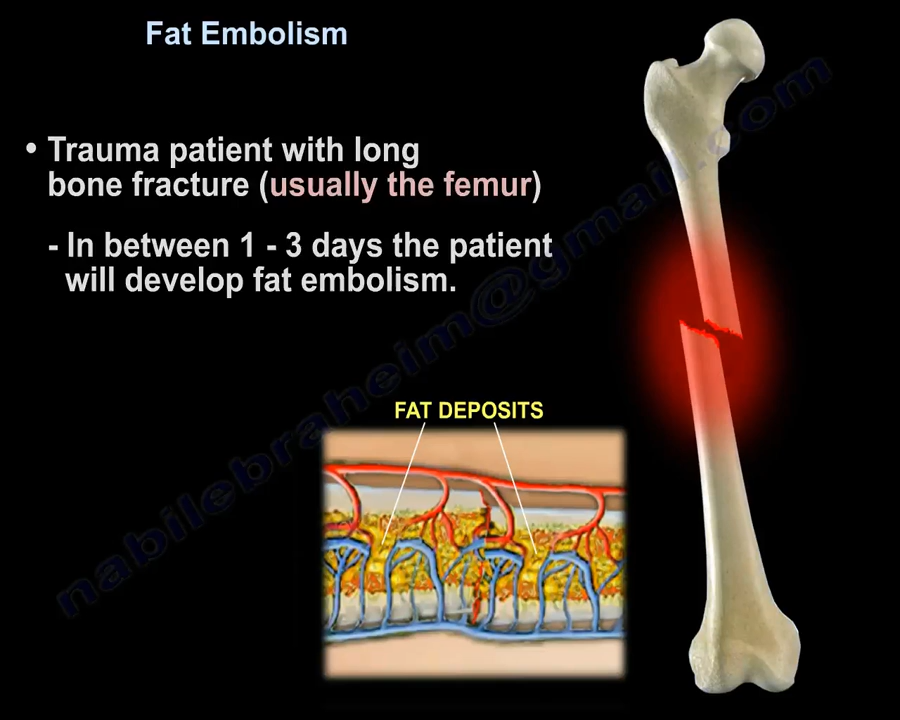 Fat Embolism
• Trauma patient with long
bone fracture (usually the femur)
- In between 1 - 3 days the patient
will develop fat embolism.
FAT DEPOSITS
nabilebraheim@gmail.com